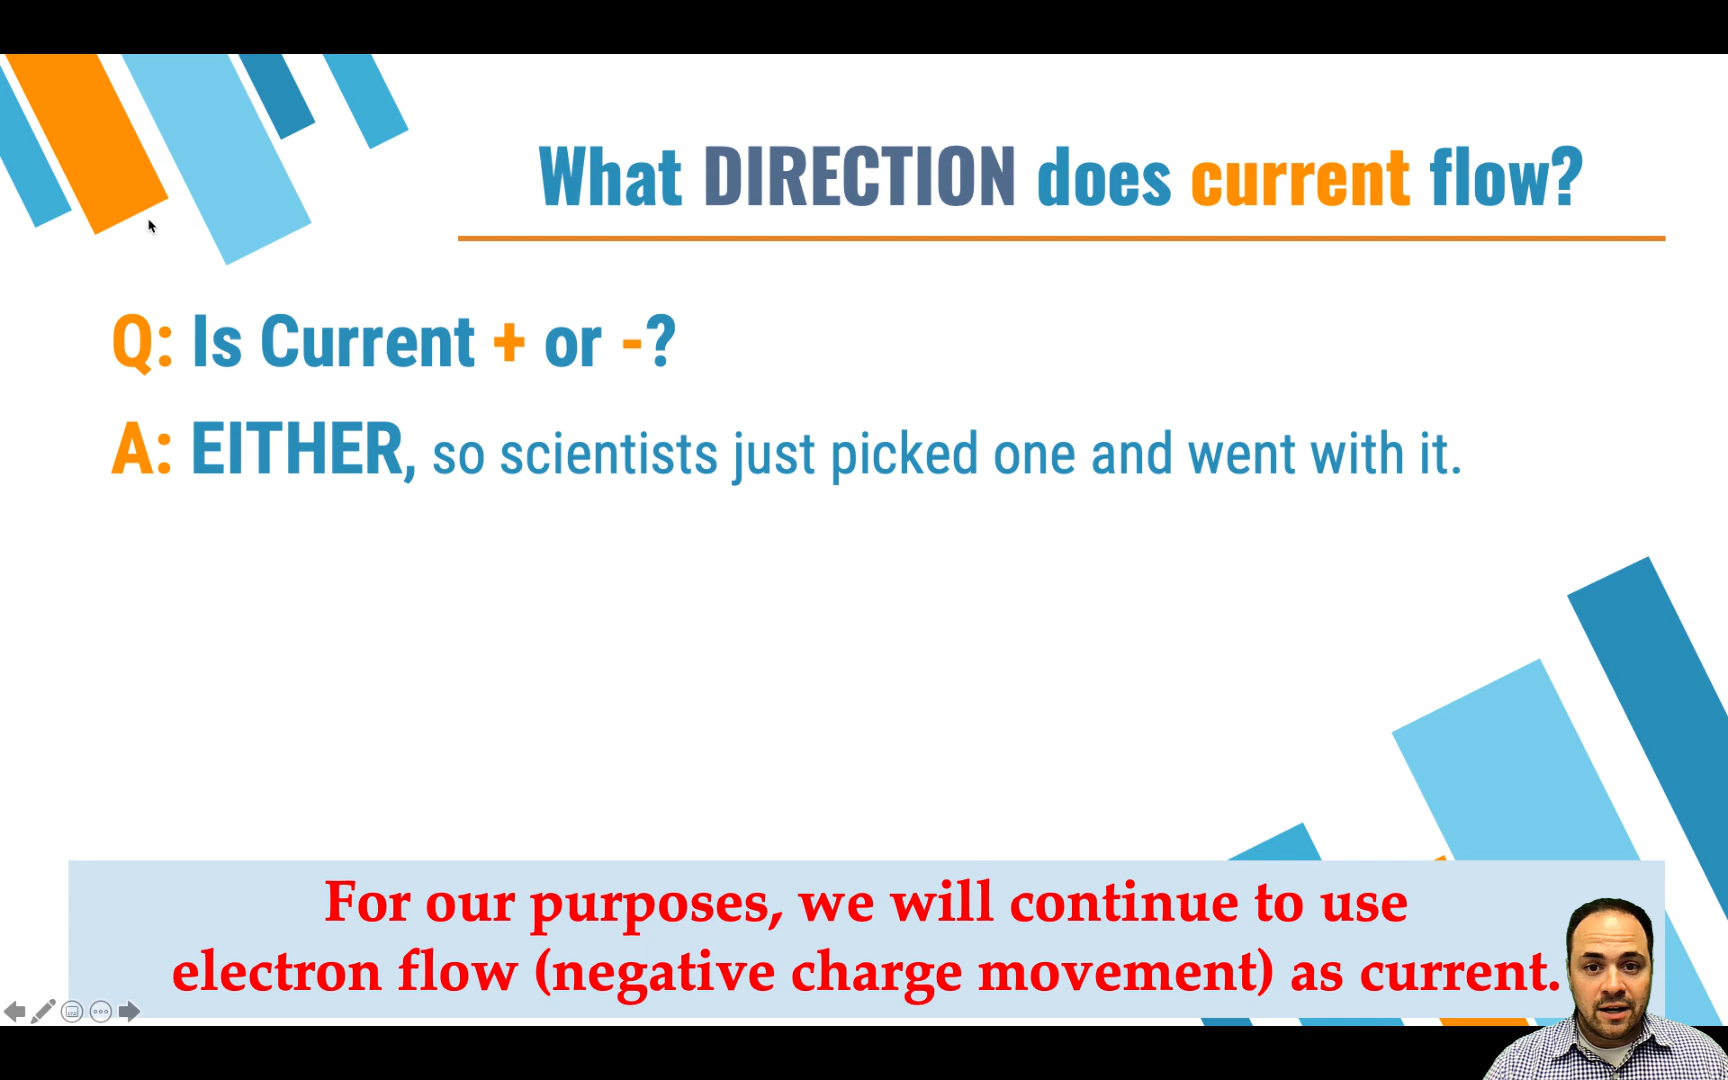 What DIRECTION does current flow?
Q: Is Current + or -?
A: EITHER, so scientists just picked one and went with it.
For our purposes, we will continue to use
electron flow (negative charge movement) as current.